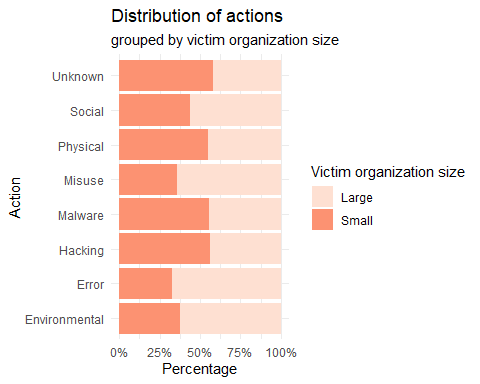 Distribution of actions
grouped by victim organization size
Action
Unknown
Social
Physical
Misuse
Malware
Hacking
Error
Environmental
0% 25% 50% 75% 100%
Percentage
Victim organization size
Large
Small